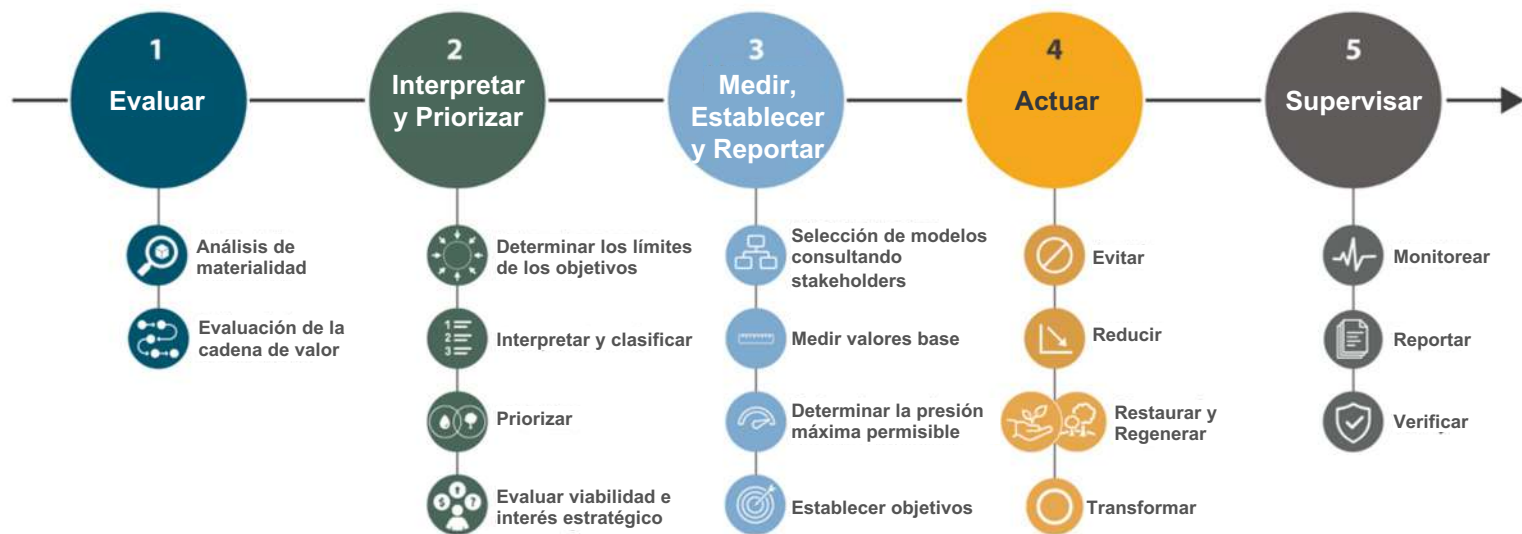 1
Evaluar
Análisis de
materialidad
Evaluación de la
cadena de valor
2
Interpretar
y Priorizar
Determinar los límites
de los objetivos
1
2
3
Interpretar y clasificar
Priorizar
$ ?
Evaluar viabilidad e
interés estratégico
3
Medir,
Establecer
y Reportar
Selección de modelos
consultando
stakeholders
Medir valores base
Determinar la presión
máxima permisible
Establecer objetivos
4
Actuar
Evitar
Reducir
Restaurar y
Regenerar
Transformar
5
Supervisar
Monitorear
Reportar
Verificar